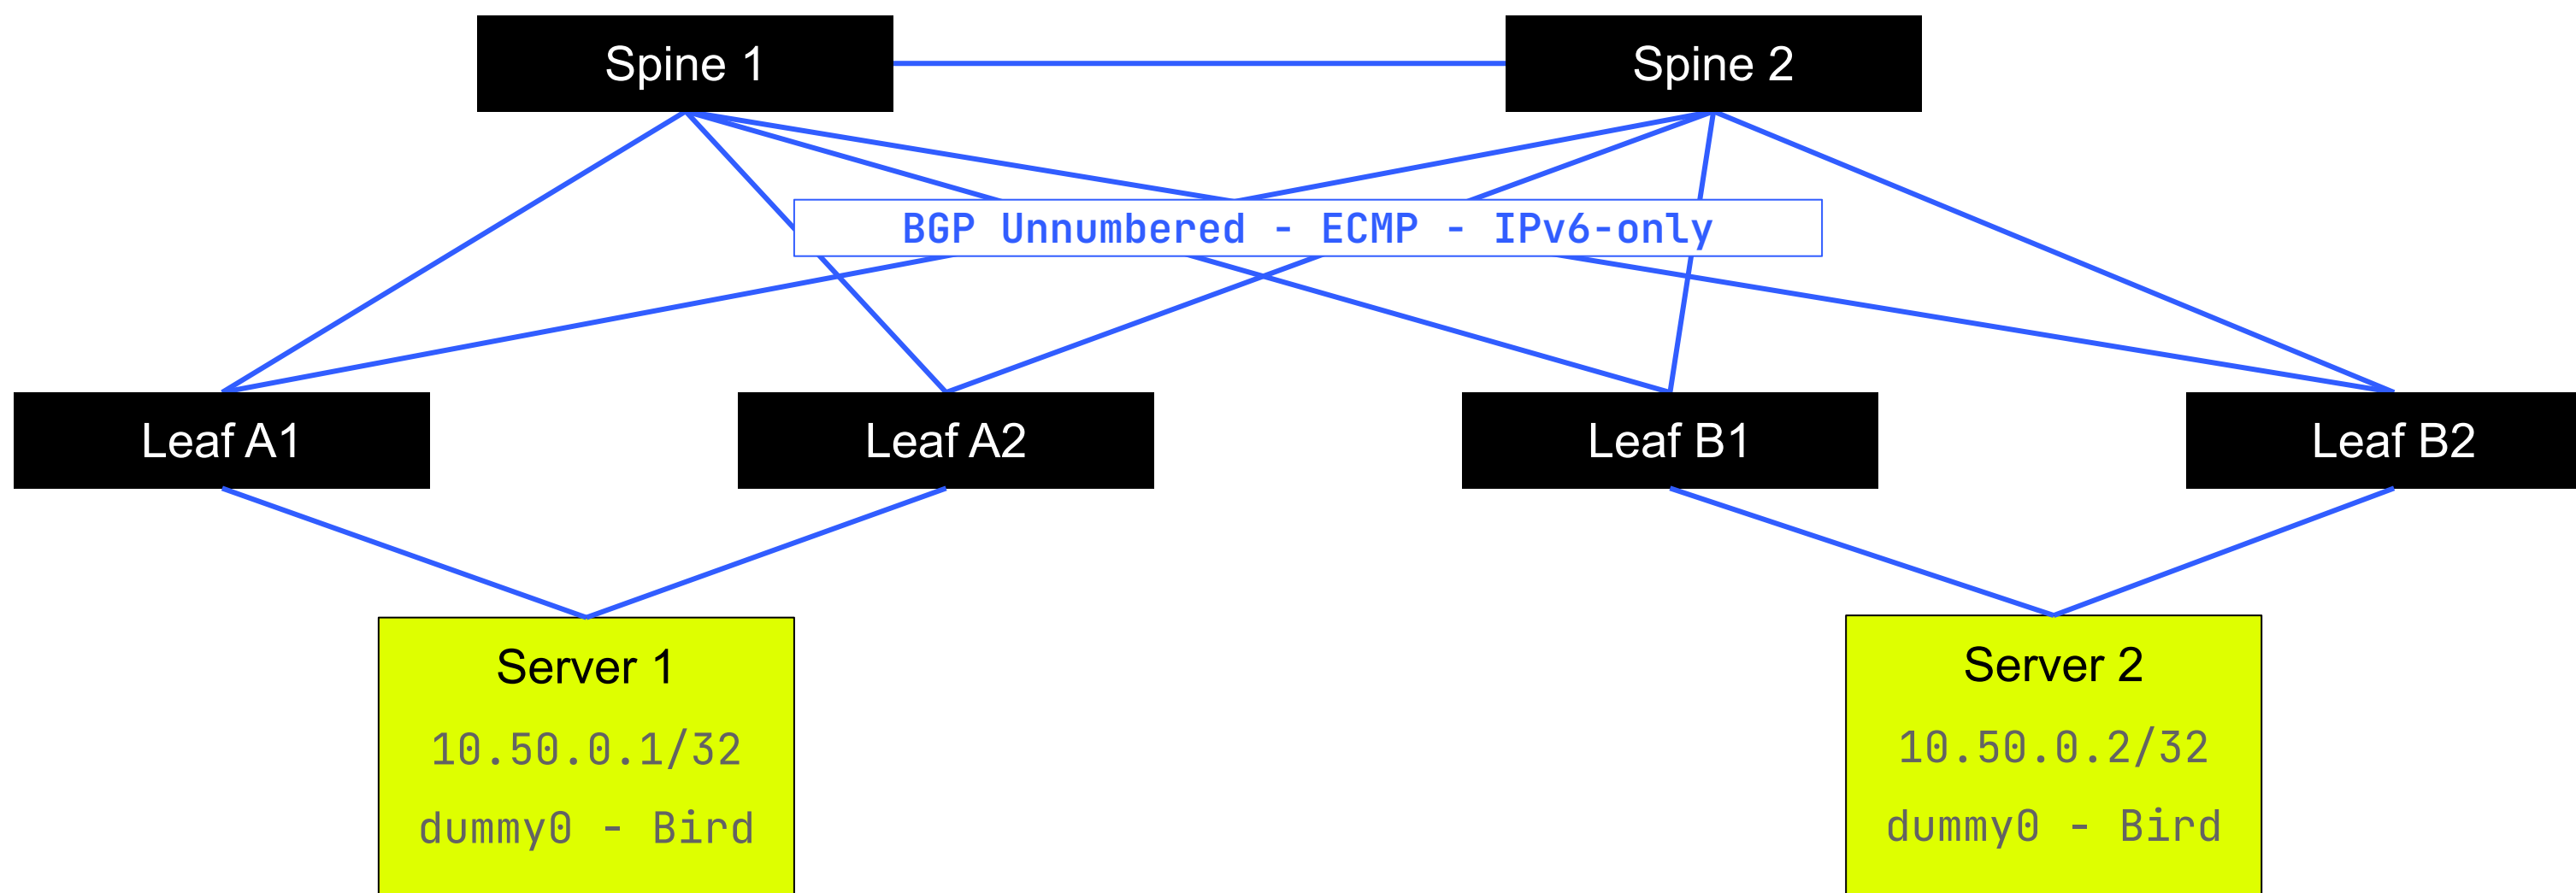 Spine 1
Spine 2
BGP Unnumbered - ECMP - IPv6-only
Leaf A1
Leaf A2
Leaf B1
Leaf B2
Server 1
10.50.0.1/32
dummy0 - Bird
Server 2
10.50.0.2/32
dummy0 - Bird